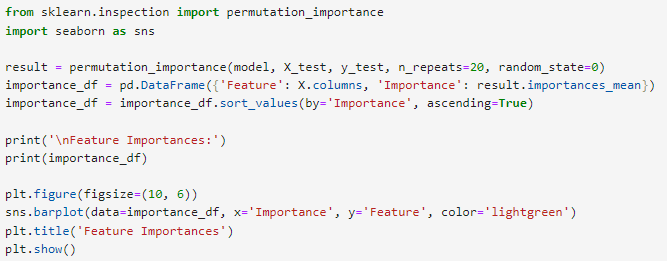 from sklearn.inspection import permutation_importance
import seaborn as sns
result = permutation_importance(model, X_test, y_test, n_repeats=20, random_state=0)
importance_df = pd.DataFrame({'Feature': X.columns, 'Importance': result.importances_mean})
importance_df = importance_df.sort_values(by='Importance', ascending=True)
print('\nFeature Importances:')
print(importance_df)
plt.figure(figsize=(10, 6))
sns.barplot(data=importance_df, x='Importance', y='Feature', color='lightgreen')
plt.title('Feature Importances')
plt.show()